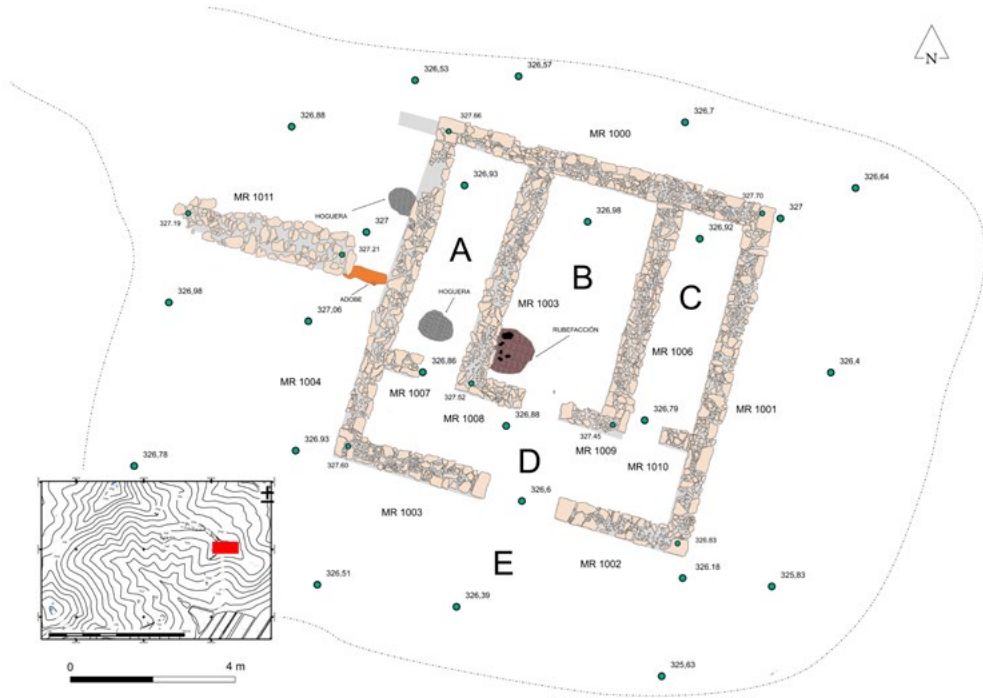 326,53
326,57
N
326,88
327.66
MR 1000
326,7
326,93
326,64
MR 1011
HOGUERA
327.19
327
327.21
326,98
327.70
327
326,92
A
B
C
ADOBE
326,98
327,06
HOGUERA
MR 1003
RUBEFACCIÓN
MR 1006
326,4
MR 1004
326,86
MR 1007
327.52
MR 1008
326,88
327.45
MR 1009
326,79
MR 1010
MR 1001
326.93
327.60
D
326,78
326,6
MR 1003
326.83
E
MR 1002
326.18
325,83
326,51
326,39
325,63
0
4 m